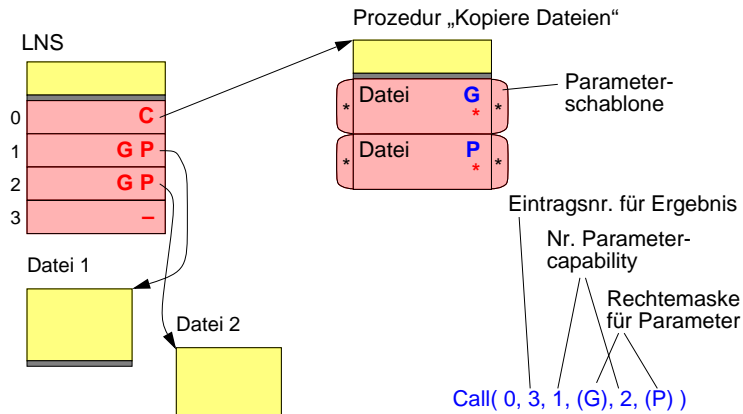 Prozedur „Kopiere Dateien“
LNS
0 C
1 G P
2 G P
3 –
* Datei G * *
* Datei P * *
Parameter-
schablone
Eintragsnr. für Ergebnis
Nr. Parameter-
capability
Rechtemaske
für Parameter
Datei 1
Datei 2
Call( 0, 3, 1, (G), 2, (P) )